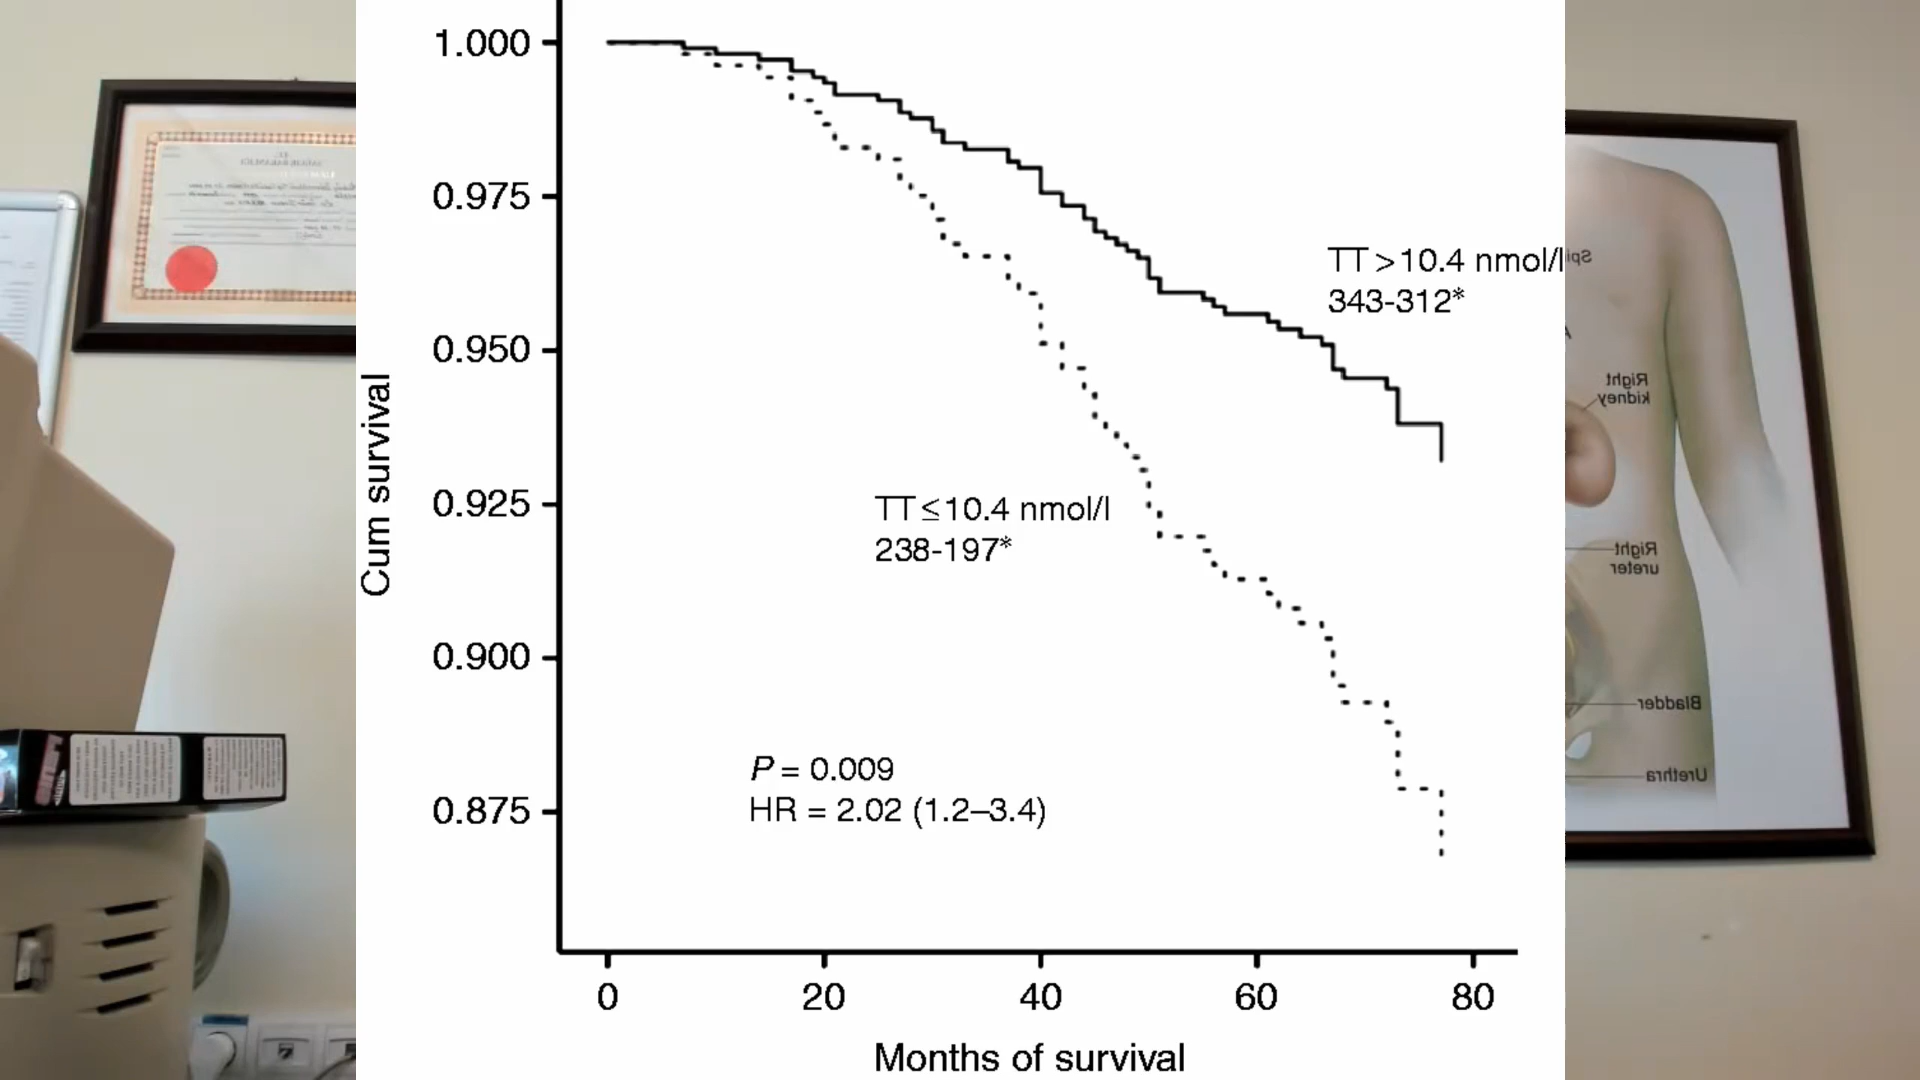 1.000
0.975
0.950
0.925
0.900
0.875
Cum survival
TT > 10.4 nmol/l
343-312*
TT ≤ 10.4 nmol/l
238-197*
P = 0.009
HR = 2.02 (1.2–3.4)
0 20 40 60 80
Months of survival
Right
kidney
Right
ureter
Bladder
Urethra